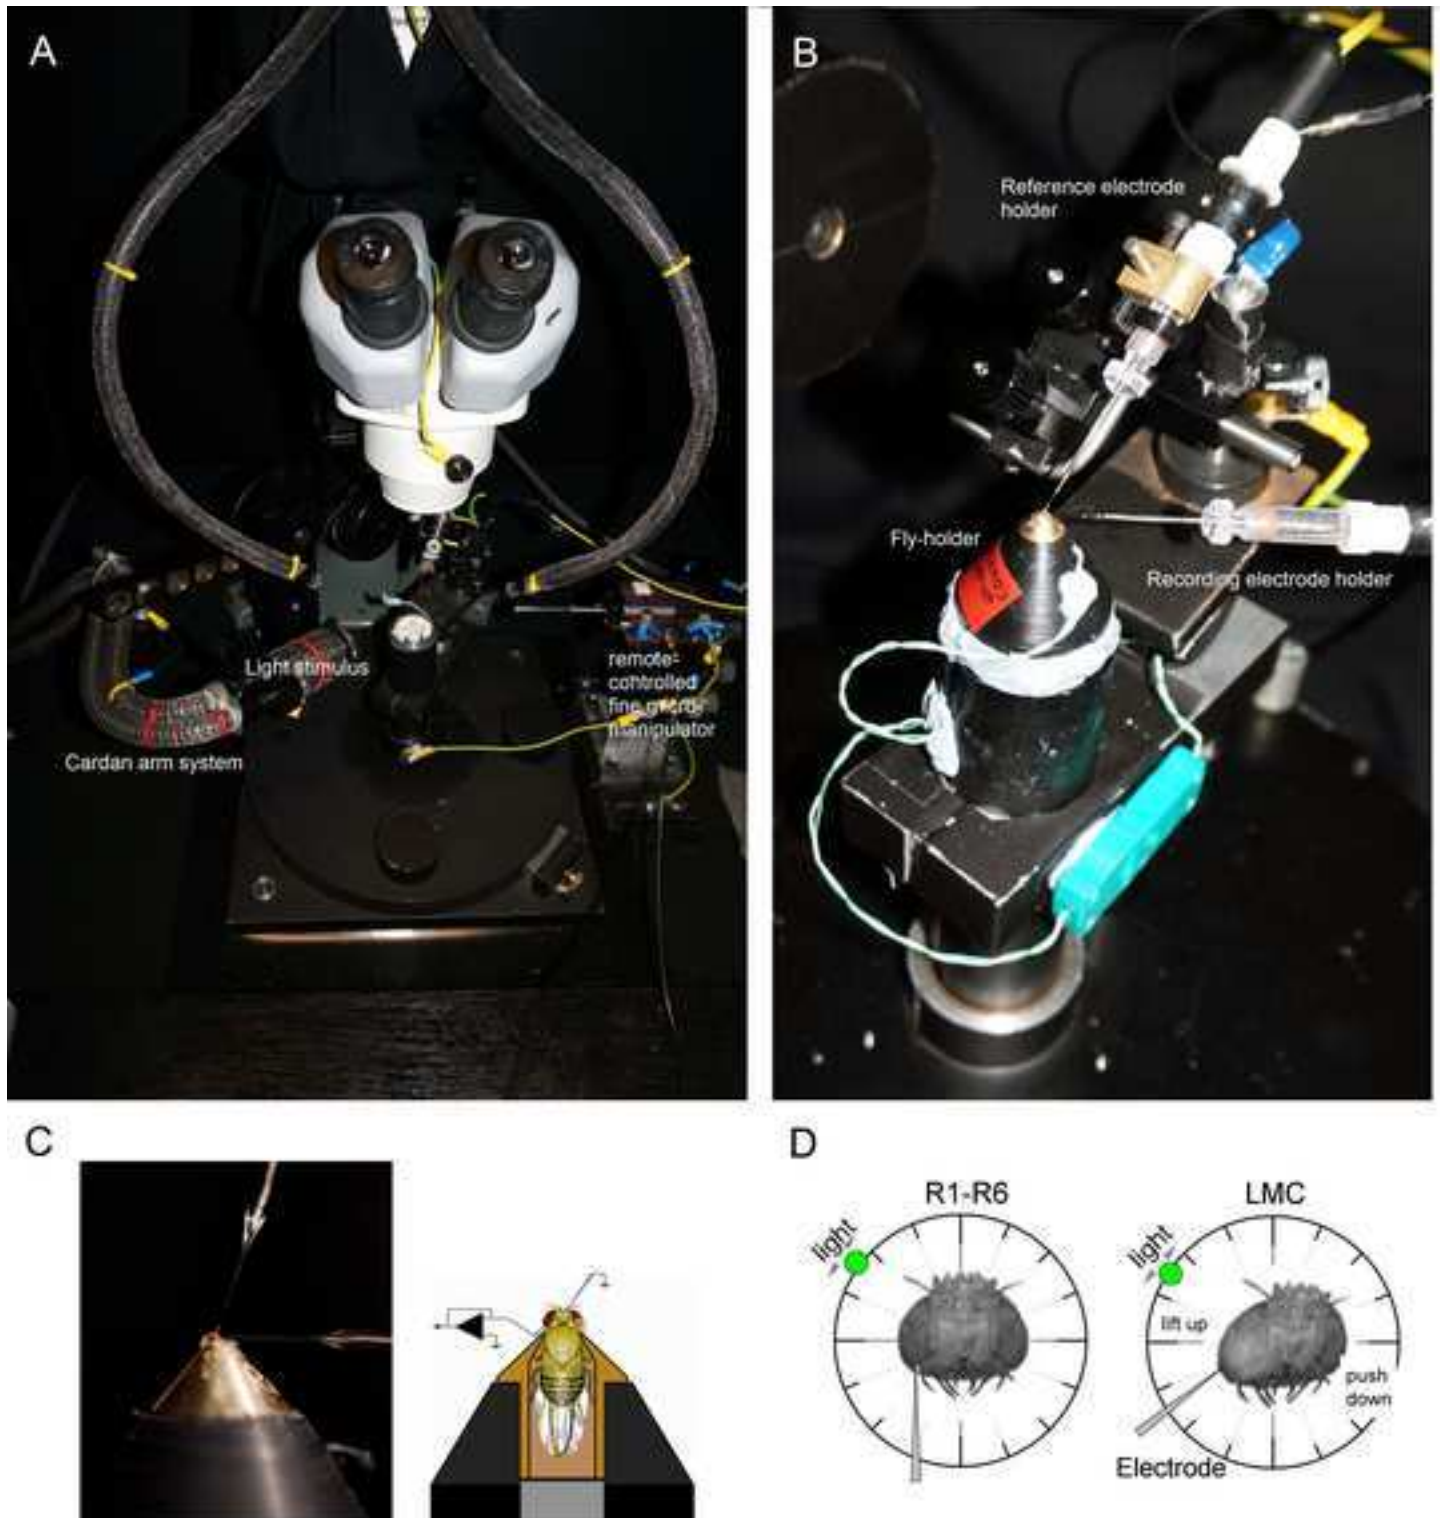 A
Light stimulus
remote-
controlled
fine micro-
manipulator
Cardan arm system
B
Reference electrode
holder
Fly-holder
Recording electrode holder
C
D
R1-R6
light
LMC
light
lift up
push
down
Electrode